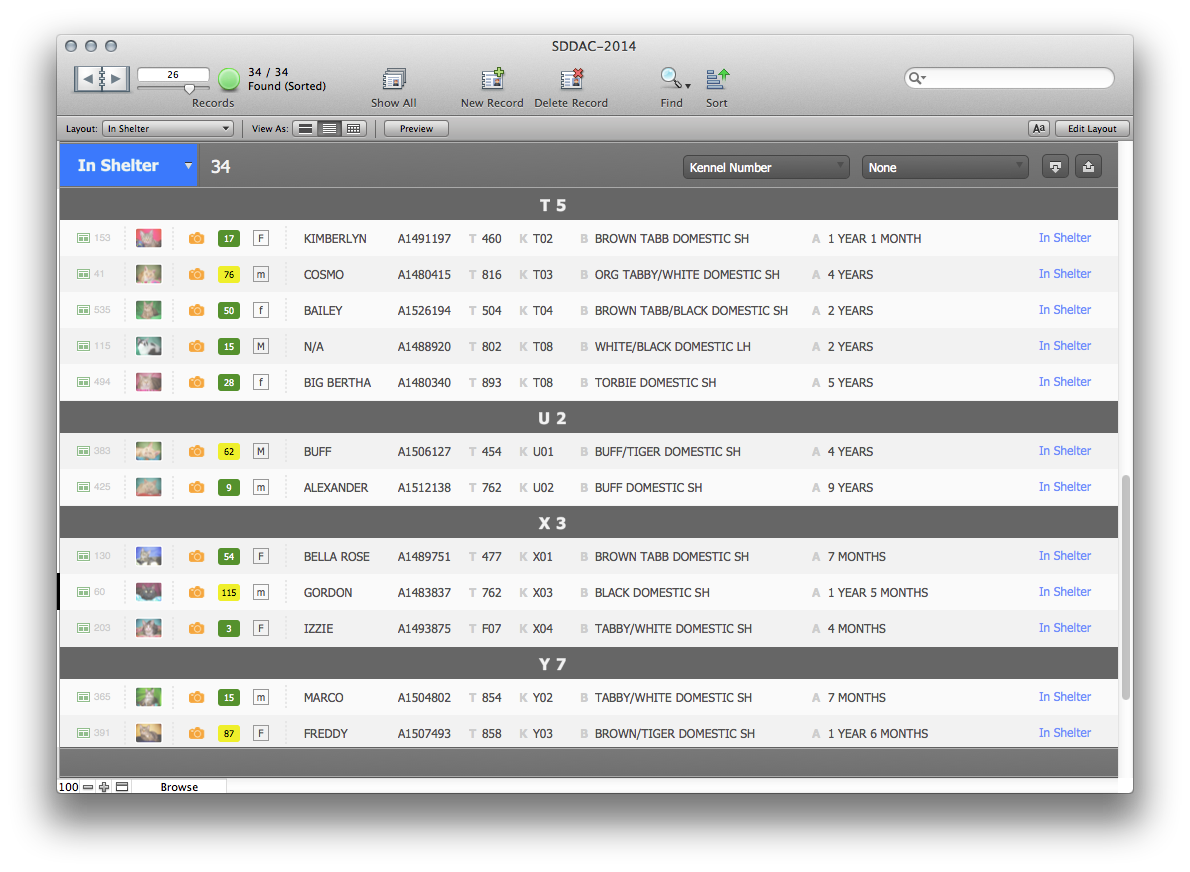 SDDAC-2014
26
34 / 34
Found (Sorted)
Records
Show All
New Record
Delete Record
Find
Sort
Layout: In Shelter
View As:
Preview
Aa
Edit Layout
In Shelter
34
Kennel Number
None
T 5
153 17 F KIMBERLYN A1491197 T 460 K T02 B BROWN TABB DOMESTIC SH A 1 YEAR 1 MONTH In Shelter
41 76 m COSMO A1480415 T 816 K T03 B ORG TABBY/WHITE DOMESTIC SH A 4 YEARS In Shelter
535 50 f BAILEY A1526194 T 504 K T04 B BROWN TABB/BLACK DOMESTIC SH A 2 YEARS In Shelter
115 15 M N/A A1488920 T 802 K T08 B WHITE/BLACK DOMESTIC LH A 2 YEARS In Shelter
494 28 f BIG BERTHA A1480340 T 893 K T08 B TORBIE DOMESTIC SH A 5 YEARS In Shelter
U 2
383 62 M BUFF A1506127 T 454 K U01 B BUFF/TIGER DOMESTIC SH A 4 YEARS In Shelter
425 9 m ALEXANDER A1512138 T 762 K U02 B BUFF DOMESTIC SH A 9 YEARS In Shelter
X 3
130 54 F BELLA ROSE A1489751 T 477 K X01 B BROWN TABB DOMESTIC SH A 7 MONTHS In Shelter
60 115 m GORDON A1483837 T 762 K X03 B BLACK DOMESTIC SH A 1 YEAR 5 MONTHS In Shelter
203 3 F IZZIE A1493875 T F07 K X04 B TABBY/WHITE DOMESTIC SH A 4 MONTHS In Shelter
Y 7
365 15 m MARCO A1504802 T 854 K Y02 B TABBY/WHITE DOMESTIC SH A 7 MONTHS In Shelter
391 87 F FREDDY A1507493 T 858 K Y03 B BROWN/TIGER DOMESTIC SH A 1 YEAR 6 MONTHS In Shelter
100
Browse